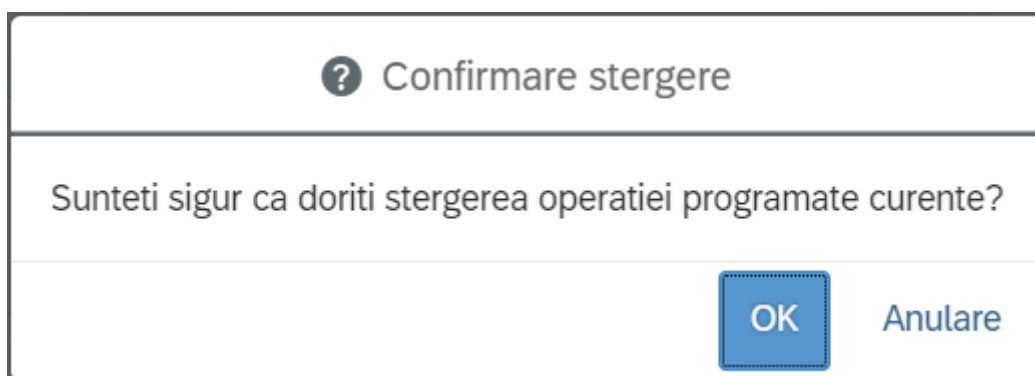 Confirmare stergere
Sunteti sigur ca doriti stergerea operatiei programate curente?
OK Anulare